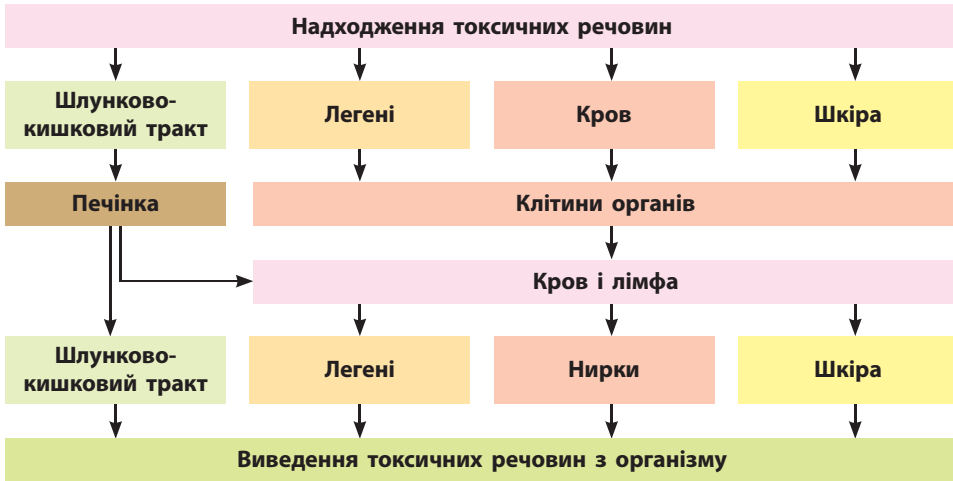 Надходження токсичних речовин
Шлунково-
кишковий тракт
Легені
Кров
Шкіра
Печінка
Клітини органів
Кров і лімфа
Шлунково-
кишковий тракт
Легені
Нирки
Шкіра
Виведення токсичних речовин з організму